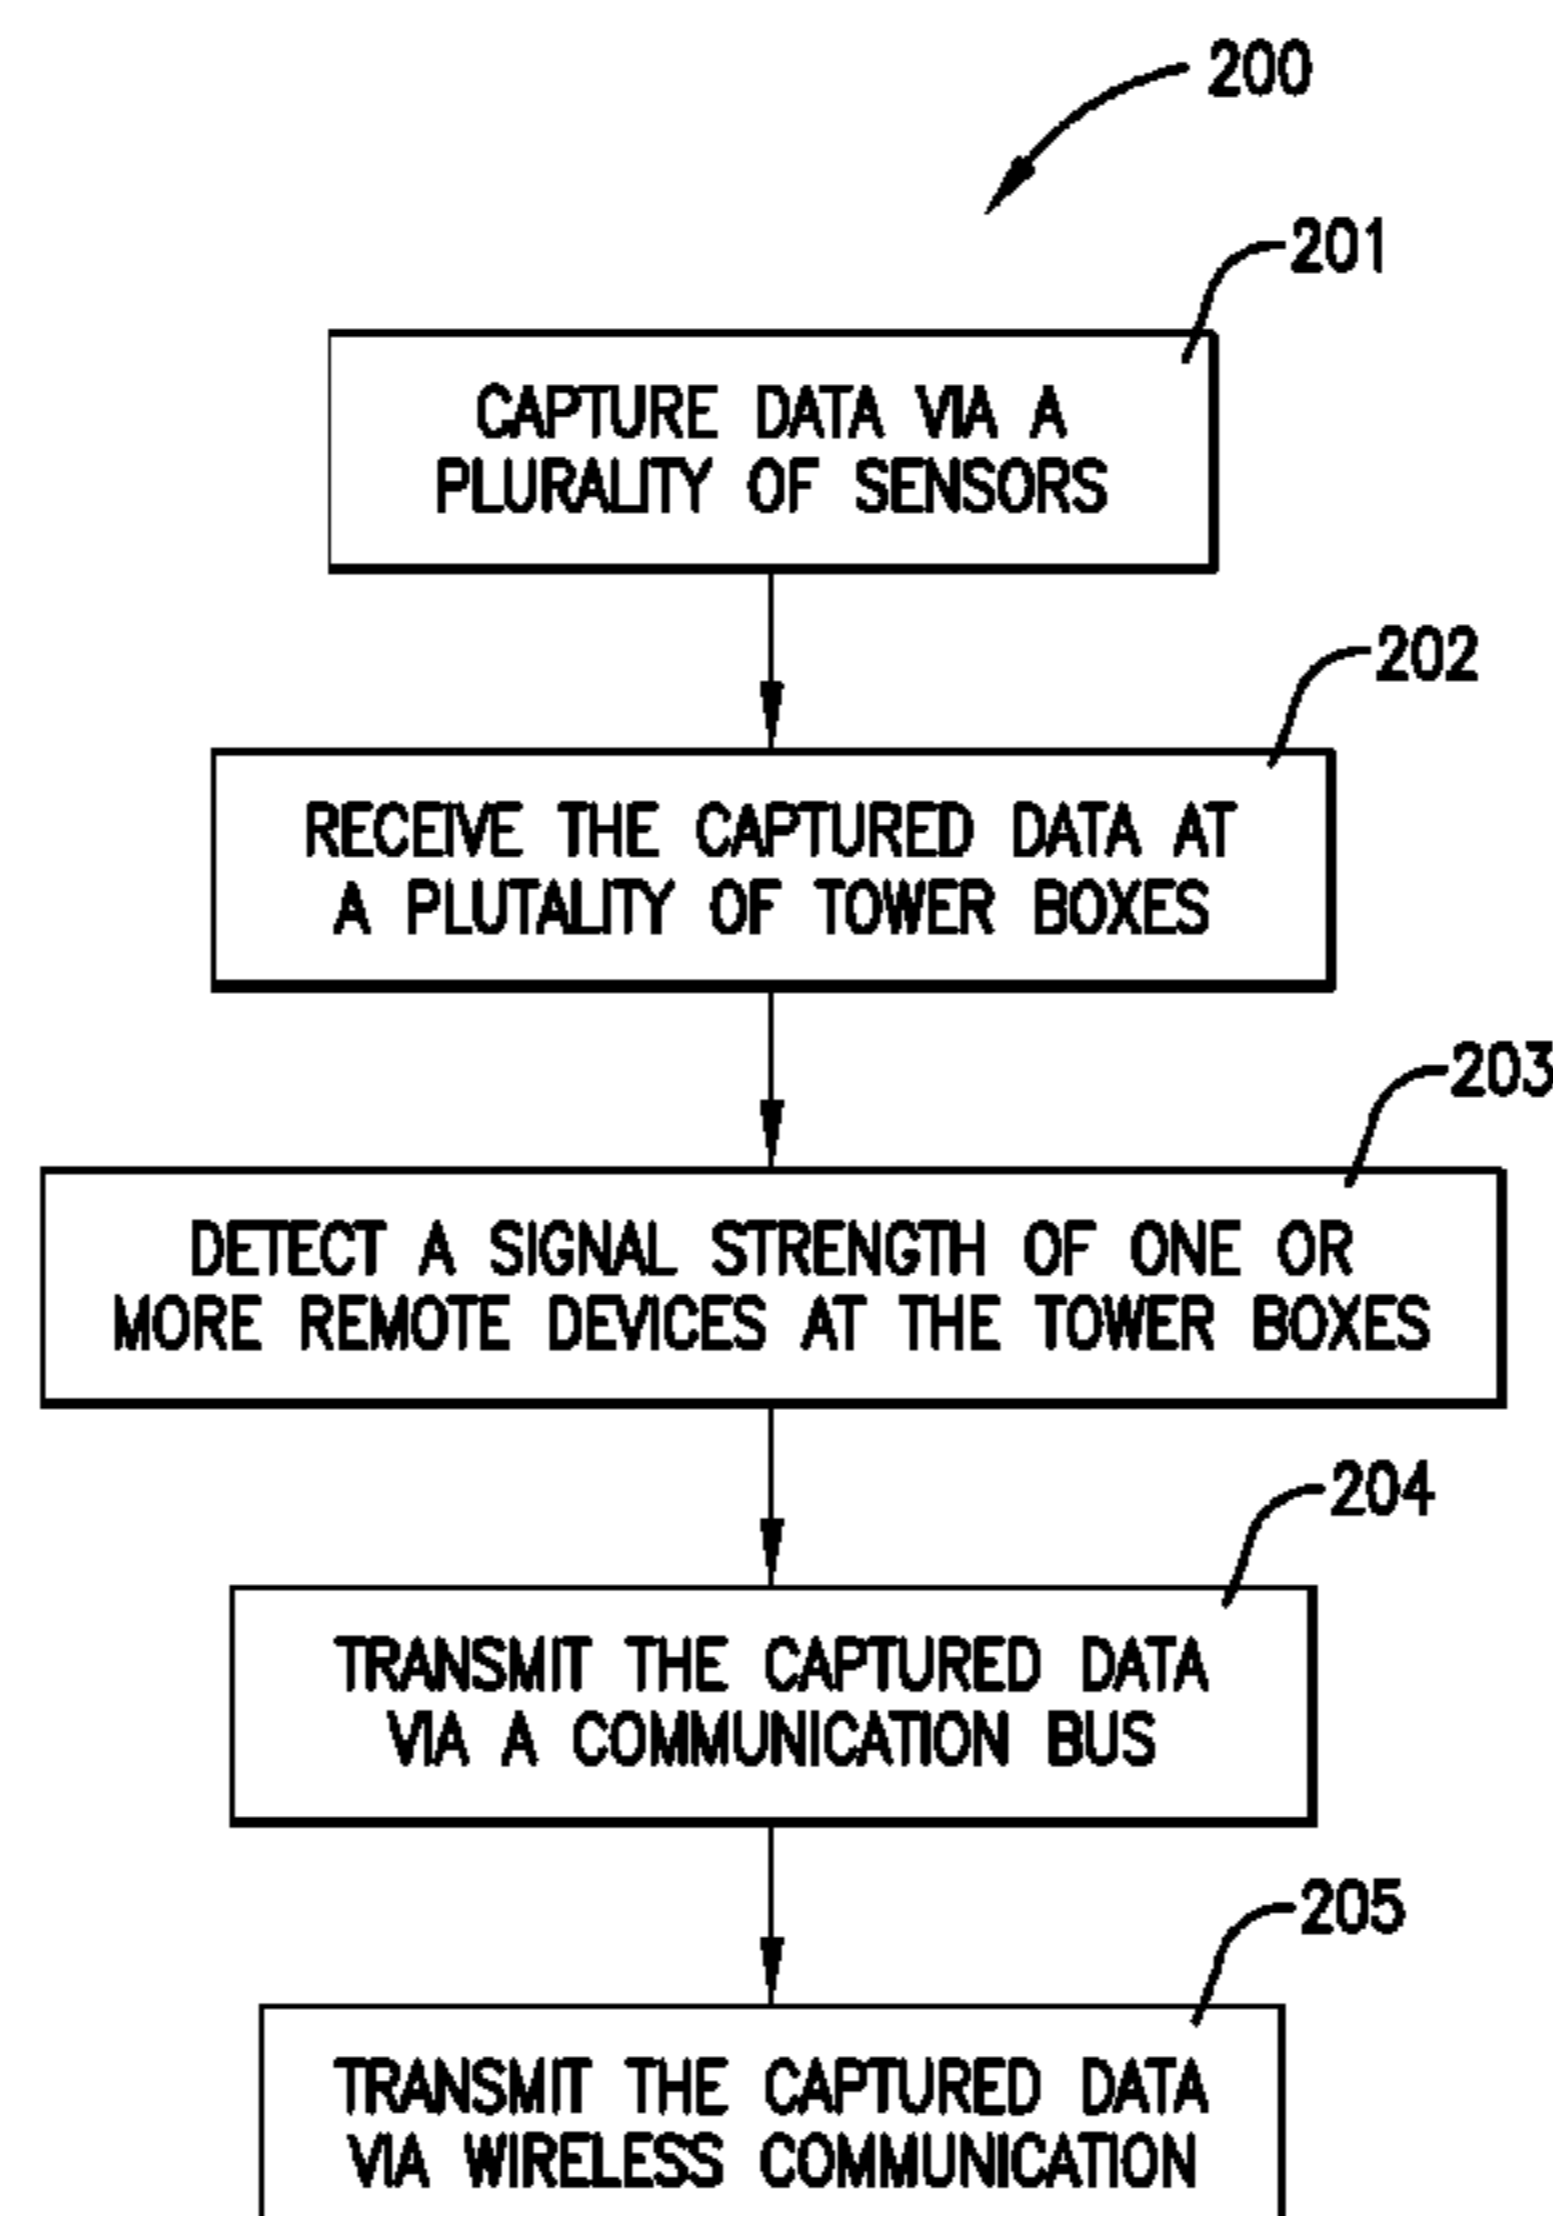 200
201
CAPTURE DATA VIA A
PLURALITY OF SENSORS
202
RECEIVE THE CAPTURED DATA AT
A PLUTALITY OF TOWER BOXES
203
DETECT A SIGNAL STRENGTH OF ONE OR
MORE REMOTE DEVICES AT THE TOWER BOXES
204
TRANSMIT THE CAPTURED DATA
VIA A COMMUNICATION BUS
205
TRANSMIT THE CAPTURED DATA
VIA WIRELESS COMMUNICATION